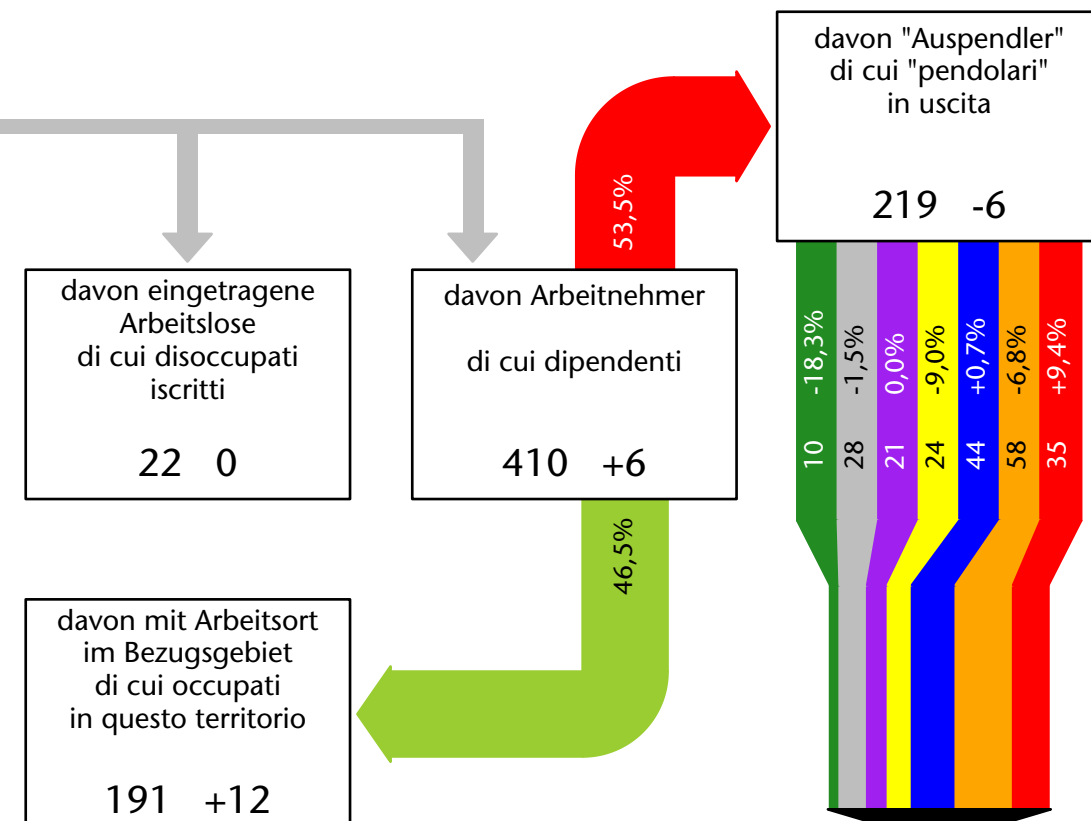 davon "Auspendler"
di cui "pendolari"
in uscita
219 -6
53,5%
davon eingetragene
Arbeitslose
di cui disoccupati
iscritti
22 0
davon Arbeitnehmer
di cui dipendenti
410 +6
10 -18,3%
28 -1,5%
21 0,0%
24 -9,0%
44 +0,7%
58 -6,8%
35 +9,4%
46,5%
davon mit Arbeitsort
im Bezugsgebiet
di cui occupati
in questo territorio
191 +12